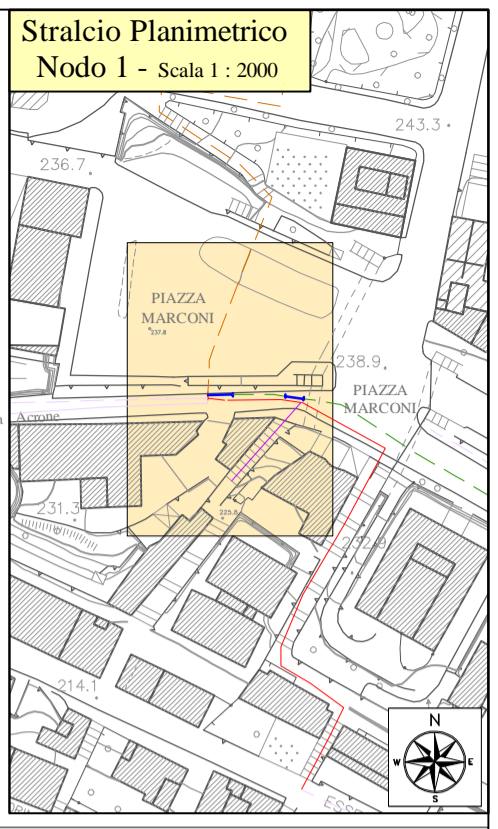 Stralcio Planimetrico
Nodo 1 - Scala 1 : 2000
243.3
236.7
PIAZZA
MARCONI
237.8
238.9
PIAZZA
MARCONI
Acrone
231.3
225.8
232.9
214.1
N
W E
S
ESSE